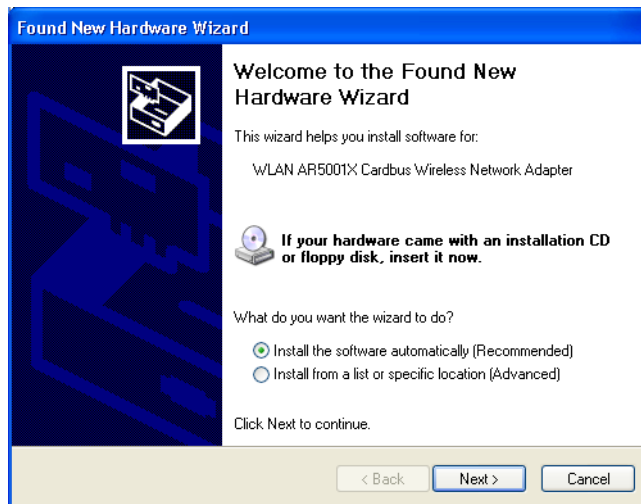 Found New Hardware Wizard
Welcome to the Found New
Hardware Wizard
This wizard helps you install software for:
WLAN AR5001X Cardbus Wireless Network Adapter
If your hardware came with an installation CD
or floppy disk, insert it now.
What do you want the wizard to do?
Install the software automatically (Recommended)
Install from a list or specific location (Advanced)
Click Next to continue.
< Back Next > Cancel